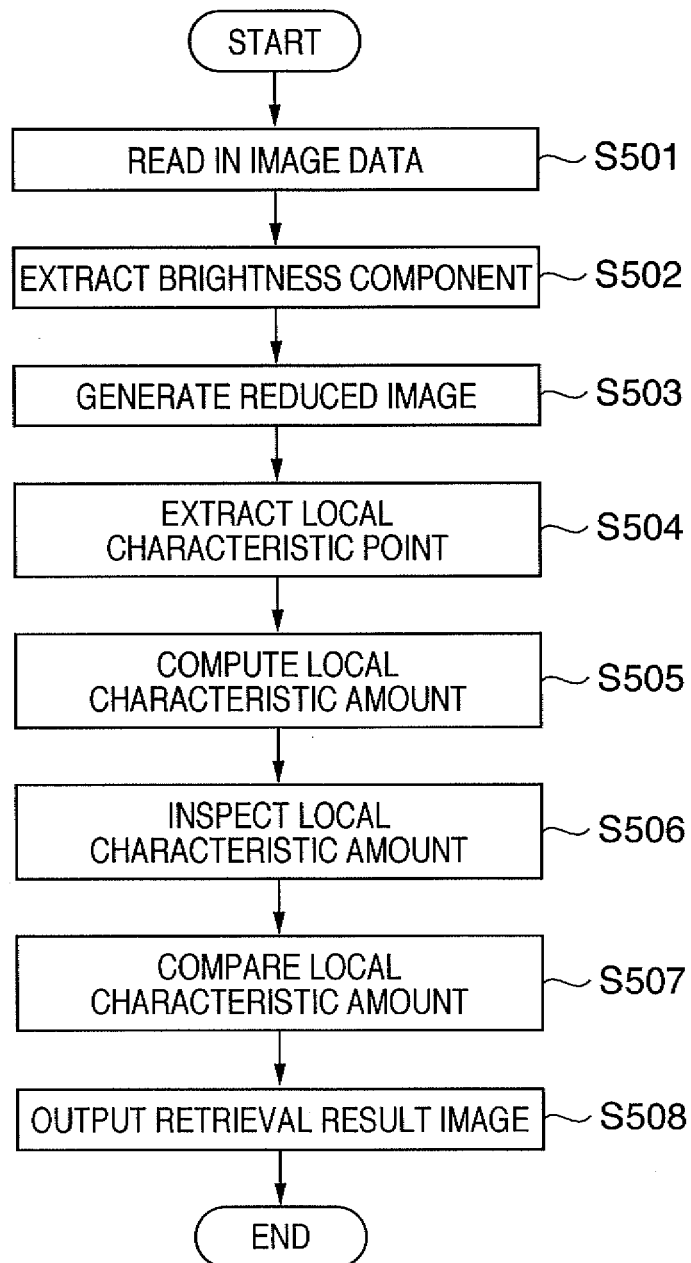 START
READ IN IMAGE DATA
S501
EXTRACT BRIGHTNESS COMPONENT
S502
GENERATE REDUCED IMAGE
S503
EXTRACT LOCAL
CHARACTERISTIC POINT
S504
COMPUTE LOCAL
CHARACTERISTIC AMOUNT
S505
INSPECT LOCAL
CHARACTERISTIC AMOUNT
S506
COMPARE LOCAL
CHARACTERISTIC AMOUNT
S507
OUTPUT RETRIEVAL RESULT IMAGE
S508
END